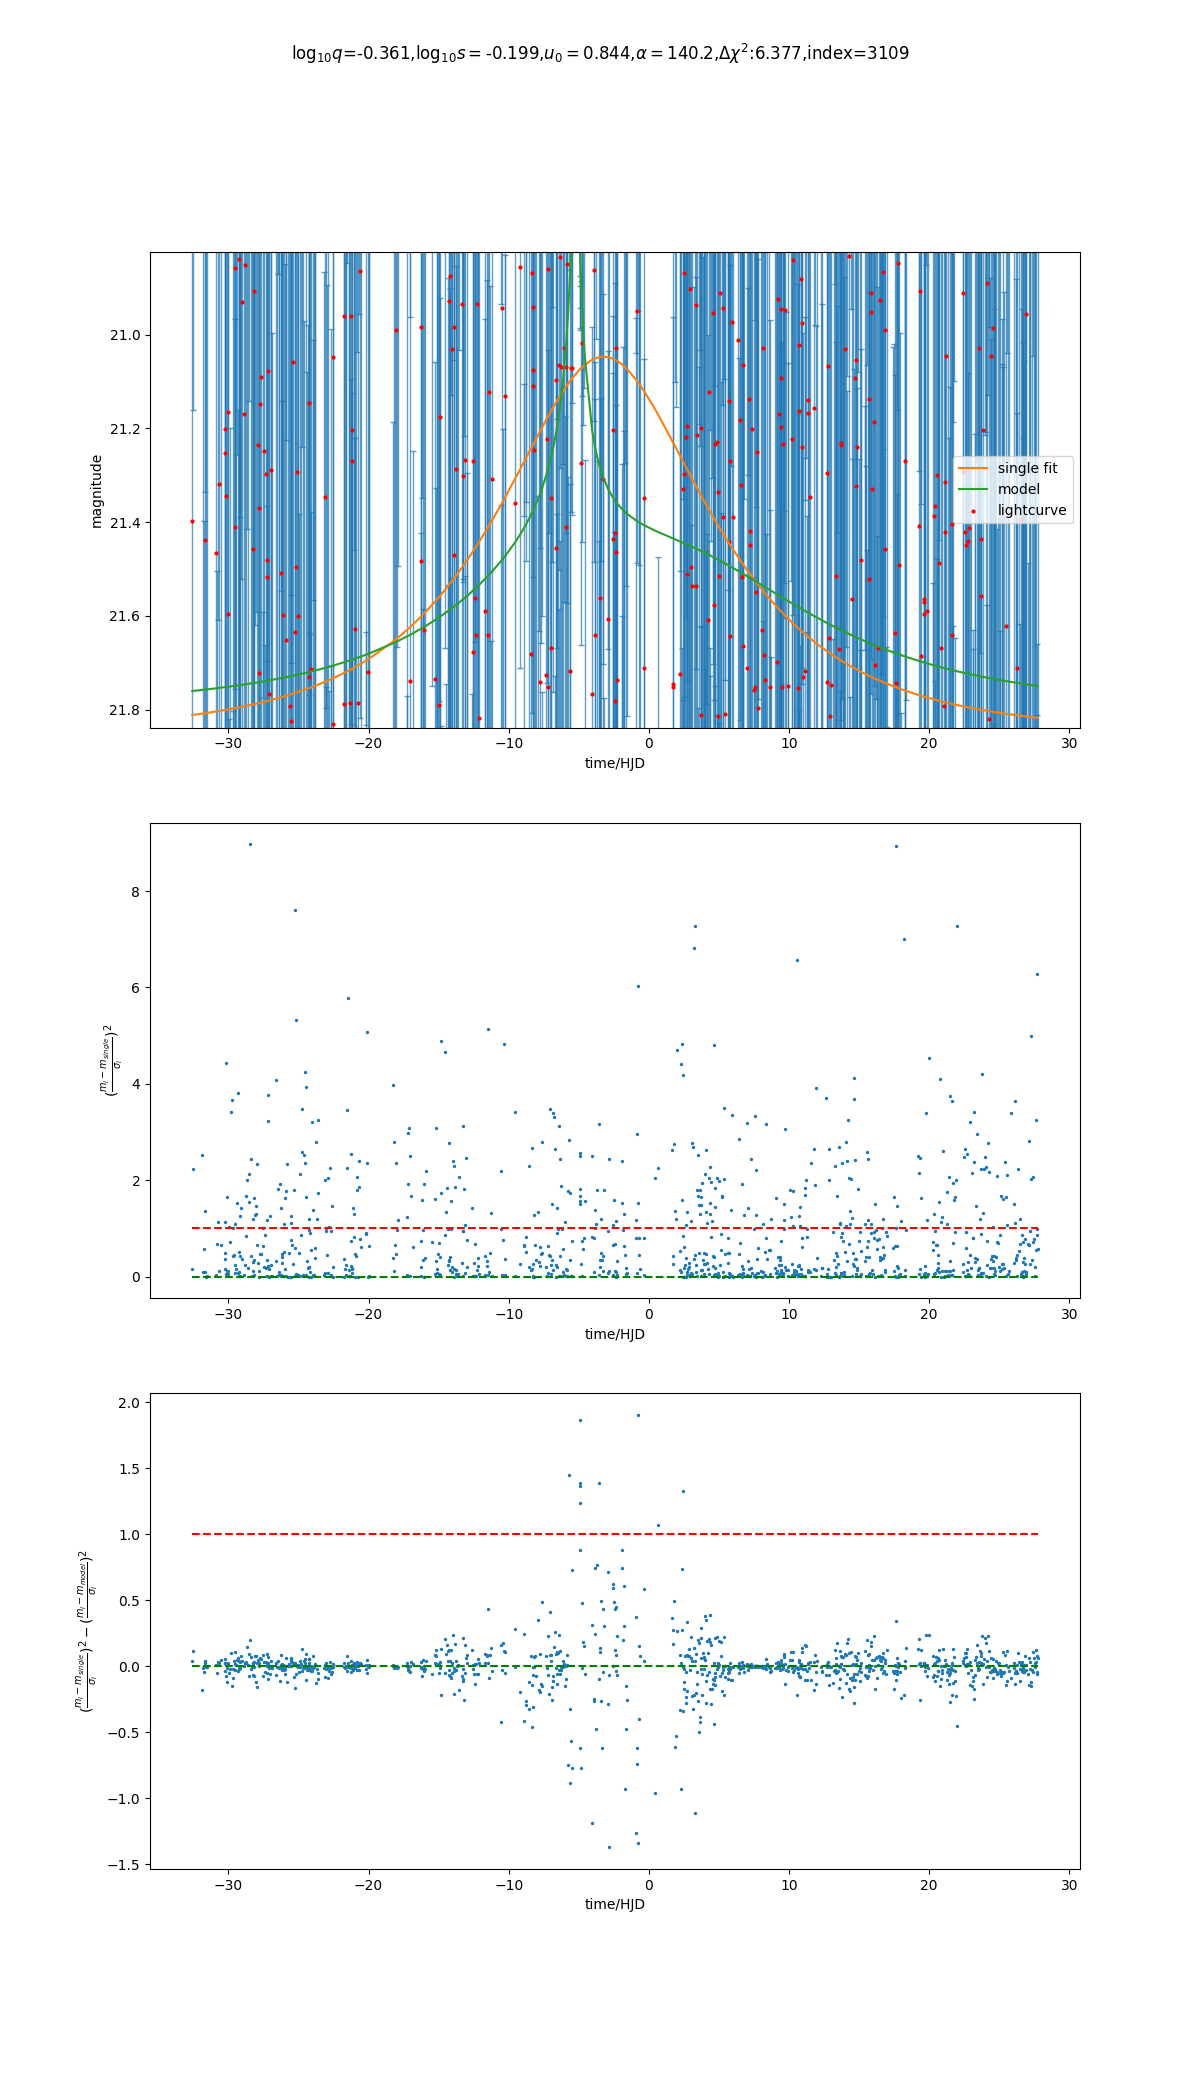 log₁₀q=-0.361,log₁₀s = -0.199,u₀ = 0.844,α = 140.2,Δχ²:6.377,index=3109
21.0
21.2
21.4
21.6
21.8
magnitude
single fit
model
lightcurve
−30 −20 −10 0 10 20 30
time/HJD
8
6
4
2
0
((mᵢ − m_single)/σᵢ)²
−30 −20 −10 0 10 20 30
time/HJD
2.0
1.5
1.0
0.5
0.0
−0.5
−1.0
−1.5
((mᵢ − m_single)/σᵢ)² − ((mᵢ − m_model)/σᵢ)²
−30 −20 −10 0 10 20 30
time/HJD